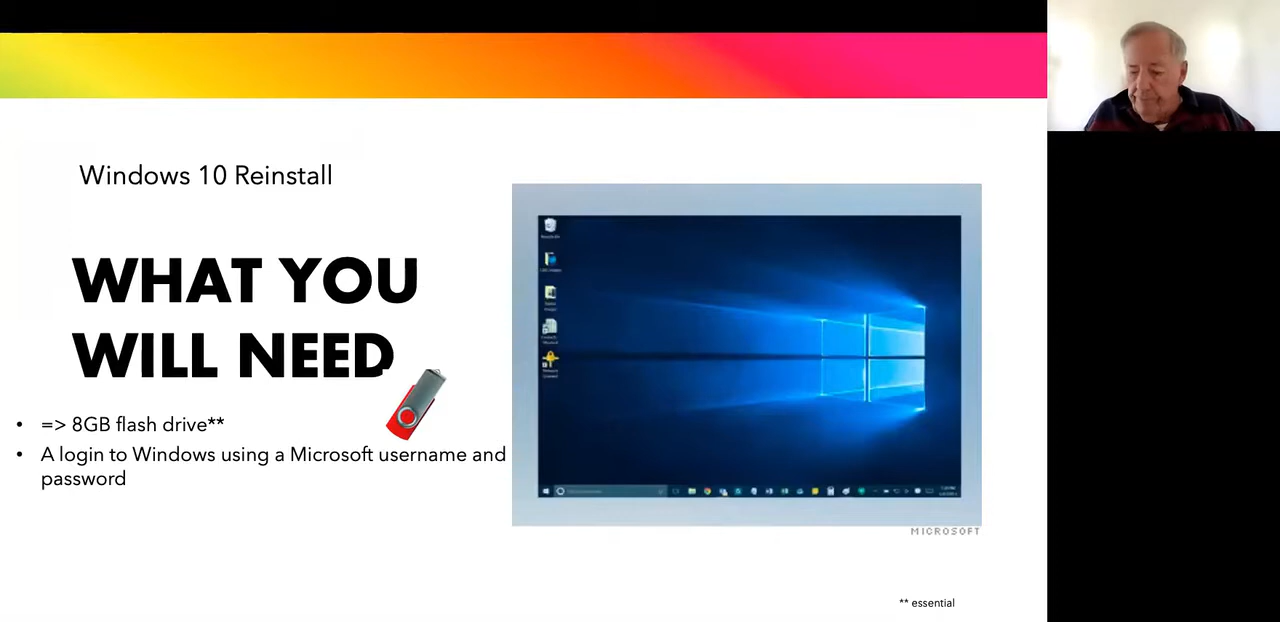 Windows 10 Reinstall
WHAT YOU
WILL NEED
• => 8GB flash drive**
• A login to Windows using a Microsoft username and
password
MICROSOFT
** essential